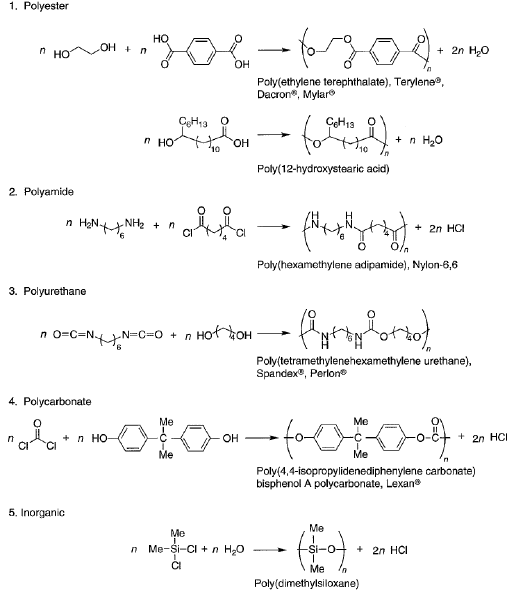 1. Polyester
n HO OH + n HO O O OH ( O O O O )n + 2n H2O
Poly(ethylene terephthalate), Terylene®,
Dacron®, Mylar®
n HO C6H13 ( )10 O OH ( O C6H13 ( )10 O )n + n H2O
Poly(12-hydroxystearic acid)
2. Polyamide
n H2N ( )6 NH2 + n Cl O ( )4 O Cl ( H N ( )6 H N O ( )4 O )n + 2n HCl
Poly(hexamethylene adipamide), Nylon-6,6
3. Polyurethane
n O=C=N ( )6 N=C=O + n HO ( )4 OH ( O N H ( )6 N H O O ( )4 O )n
Poly(tetramethylenehexamethylene urethane),
Spandex®, Perlon®
4. Polycarbonate
n Cl O Cl + n HO Me Me OH ( O Me Me O O C )n + 2n HCl
Poly(4,4-isopropylidenediphenylene carbonate)
bisphenol A polycarbonate, Lexan®
5. Inorganic
n Me Me–Si–Cl Cl + n H2O ( Me Si–O Me )n + 2n HCl
Poly(dimethylsiloxane)